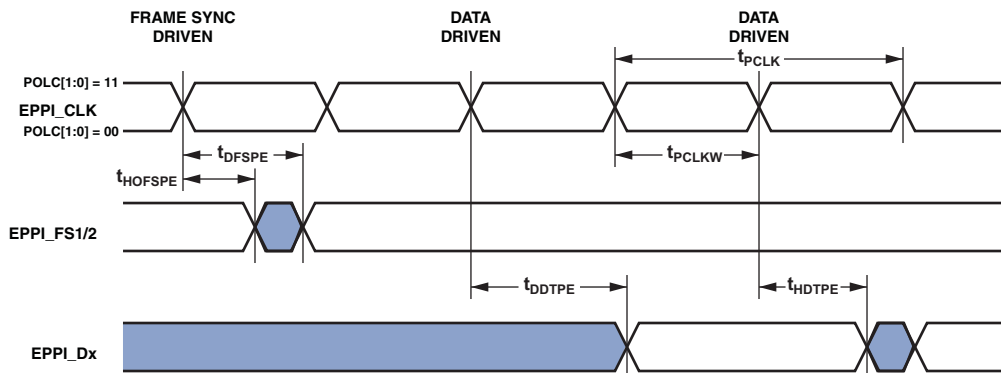 FRAME SYNC
DRIVEN
DATA
DRIVEN
DATA
DRIVEN
tPCLK
POLC[1:0] = 11
EPPI_CLK
POLC[1:0] = 00
tDFSPE
tPCLKW
tHOFSPE
EPPI_FS1/2
tDDTPE
tHDTPE
EPPI_Dx